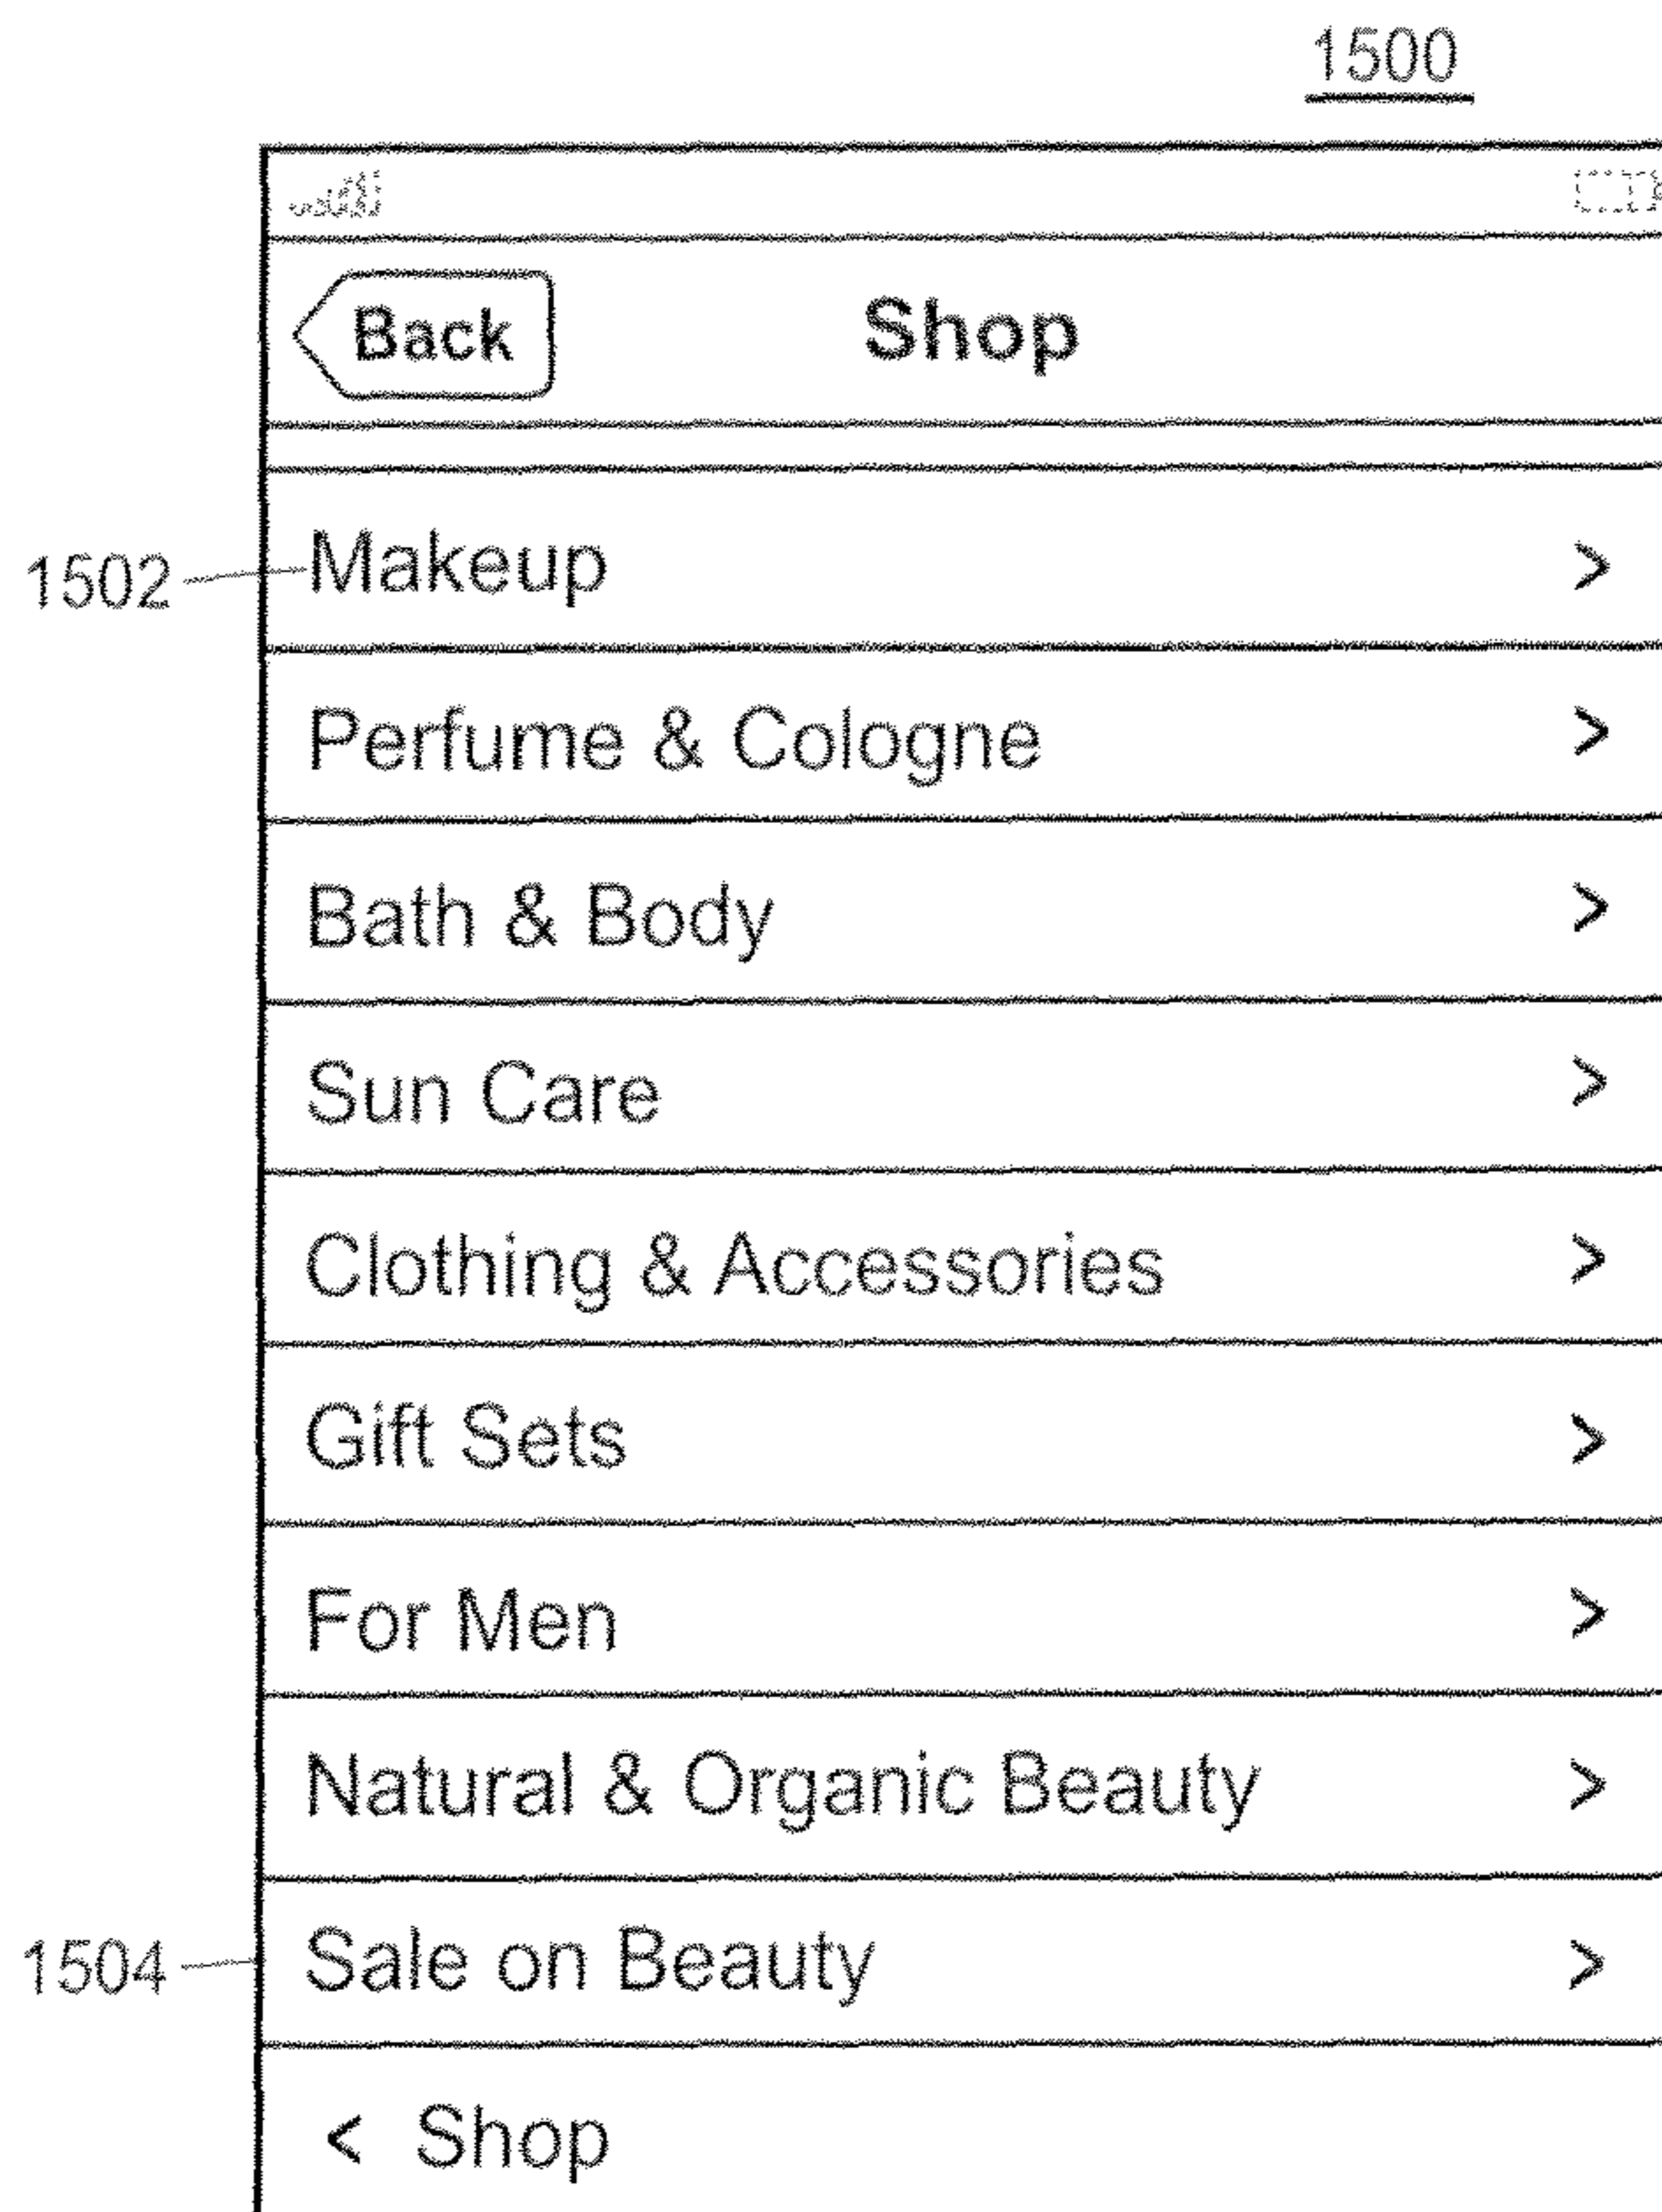 1500
Back Shop
1502 Makeup >
Perfume & Cologne >
Bath & Body >
Sun Care >
Clothing & Accessories >
Gift Sets >
For Men >
Natural & Organic Beauty >
1504 Sale on Beauty >
< Shop